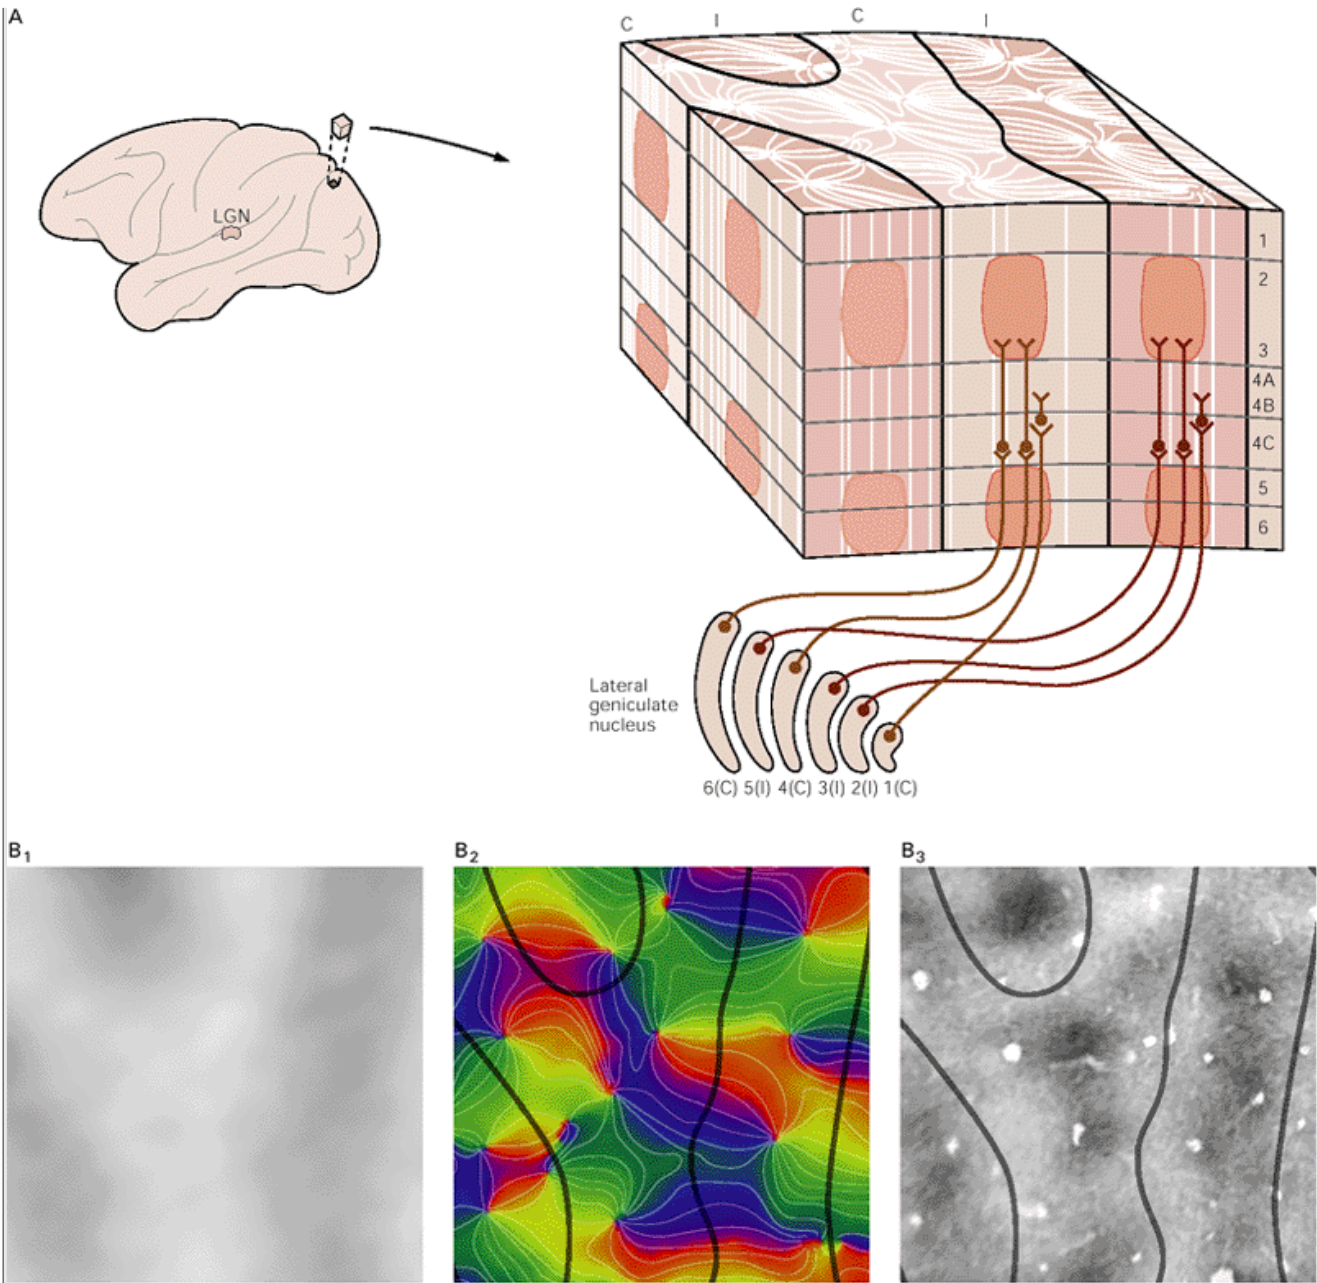 A
C I C I
LGN
1
2
3
4A
4B
4C
5
6
Lateral
geniculate
nucleus
6(C) 5(I) 4(C) 3(I) 2(I) 1(C)
B1 B2 B3